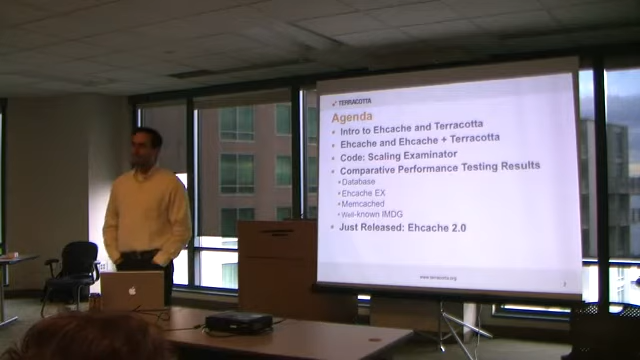 TERRACOTTA
Agenda
• Intro to Ehcache and Terracotta
• Ehcache and Ehcache + Terracotta
• Code: Scaling Examinator
• Comparative Performance Testing Results
• Database
• Ehcache EX
• Memcached
• Well-known IMDG
• Just Released: Ehcache 2.0
www.terracotta.org
2